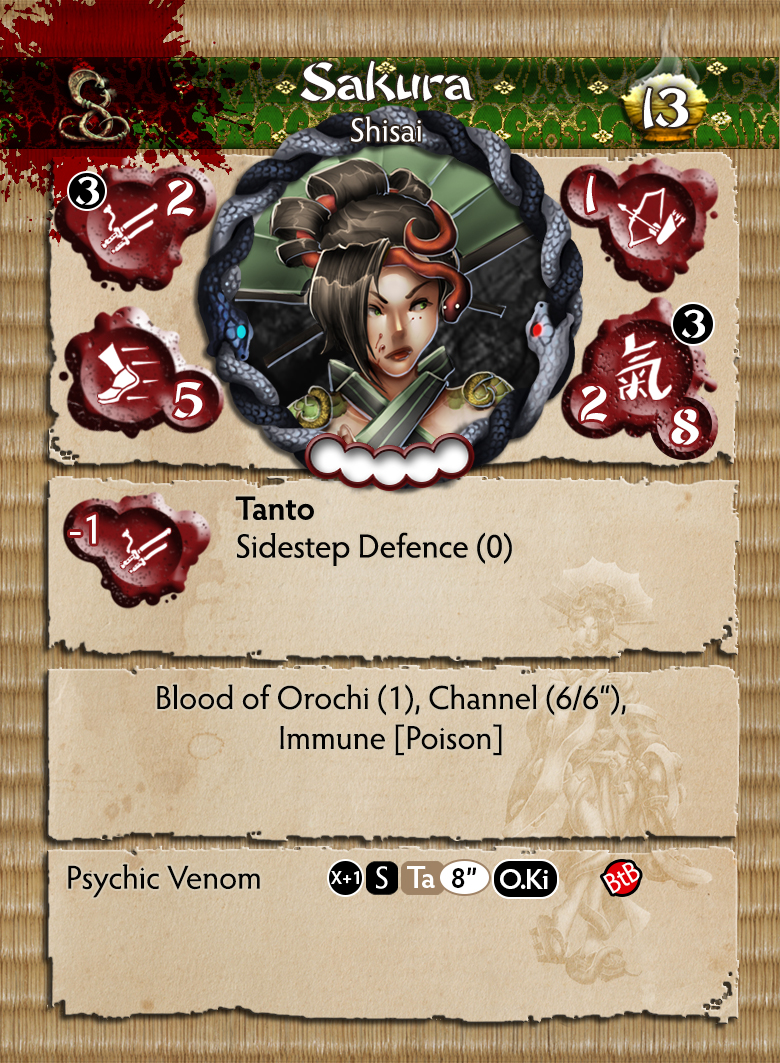 Sakura
13
Shisai
3 2
1
5
3
氣
2 8
-1
Tanto
Sidestep Defence (0)
Blood of Orochi (1), Channel (6/6"),
Immune [Poison]
Psychic Venom X+1 S Ta 8" O.Ki BtB